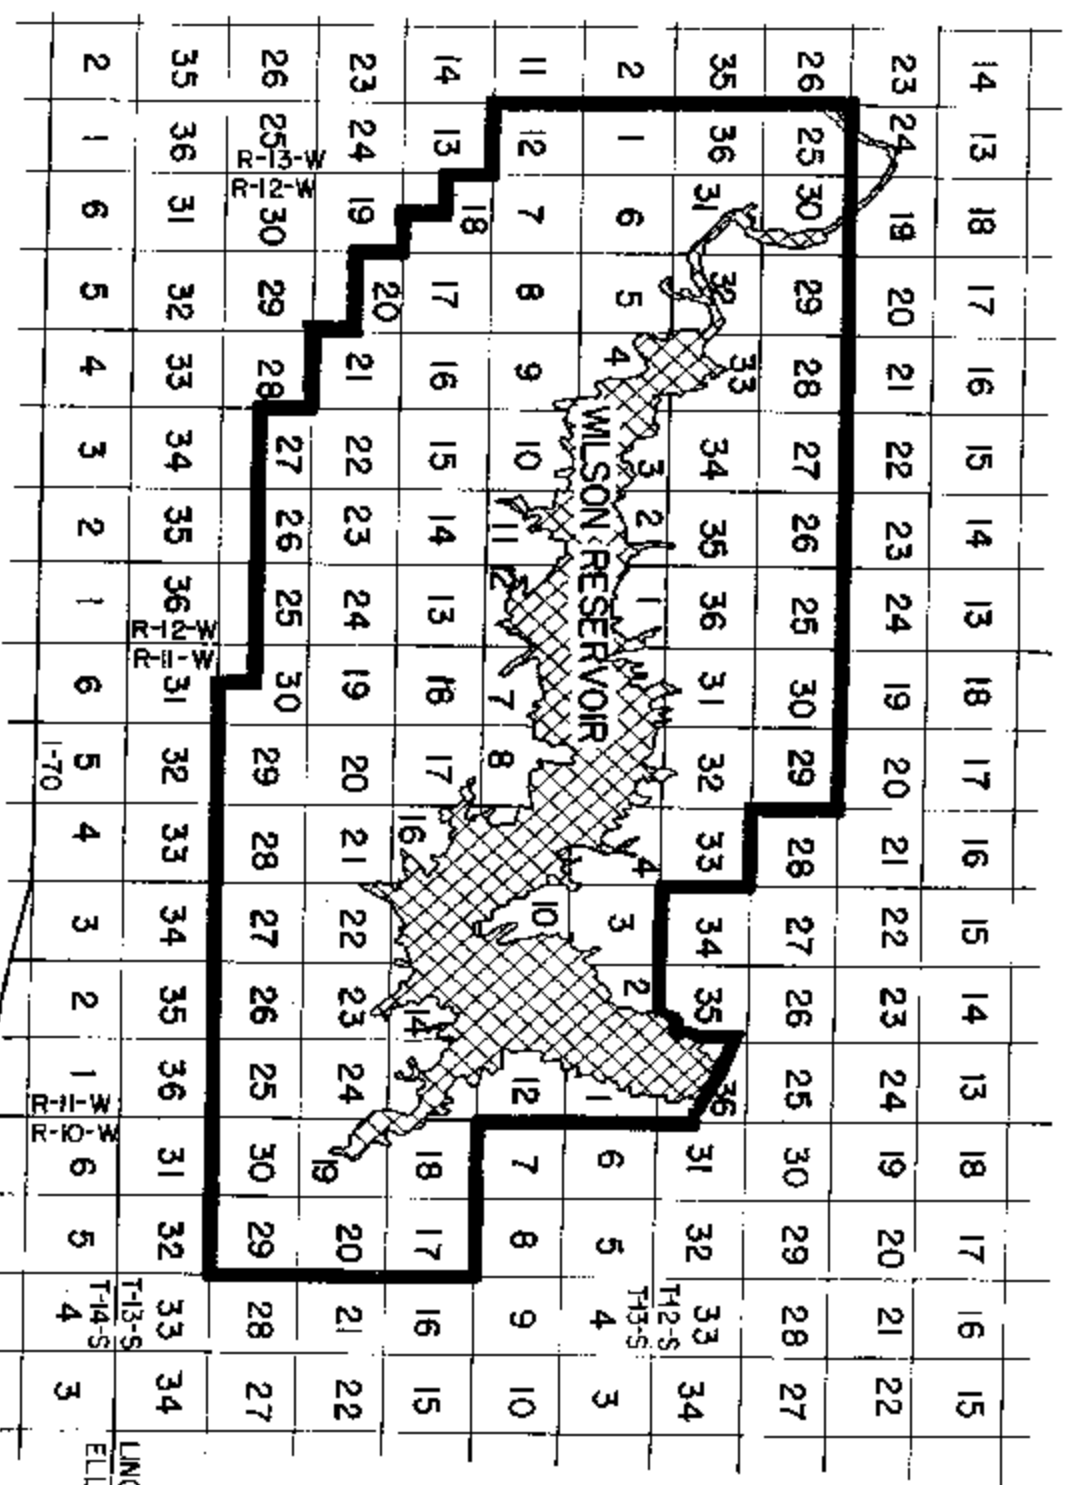 14 13 18 17 16 15 14 13 18 17 16 15 14 13 18 17 16 15
23 24 19 20 21 22 23 24 19 20 21 22 23 24 19 20 21 22
26 25 30 29 28 27 26 25 30 29 28 27 26 25 30 29 28 27
35 36 31 32 33 34 35 36 31 32 33 34 35 36 31 32 33 34
T-12-S
T-13-S
2 1 6 5 4 3 2 1 4 3 2 1 6 5 4 3
WILSON RESERVOIR
11 12 7 8 9 10 11 2 7 8 10 12 7 8 9 10
14 13 18 17 16 15 14 13 18 17 16 14 18 17 16 15
23 24 19 20 21 22 23 24 19 20 21 22 23 24 19 20 21 22
26 25 30 29 28 27 26 25 30 29 28 27 26 25 30 29 28 27
R-13-W
R-12-W
35 36 31 32 33 34 35 36 31 32 33 34 35 36 31 32 33 34
R-12-W
R-11-W
T-13-S
T-14-S
2 1 6 5 4 3 2 1 6 5 4 3 2 1 6 5 4 3
R-11-W
R-10-W
I-70